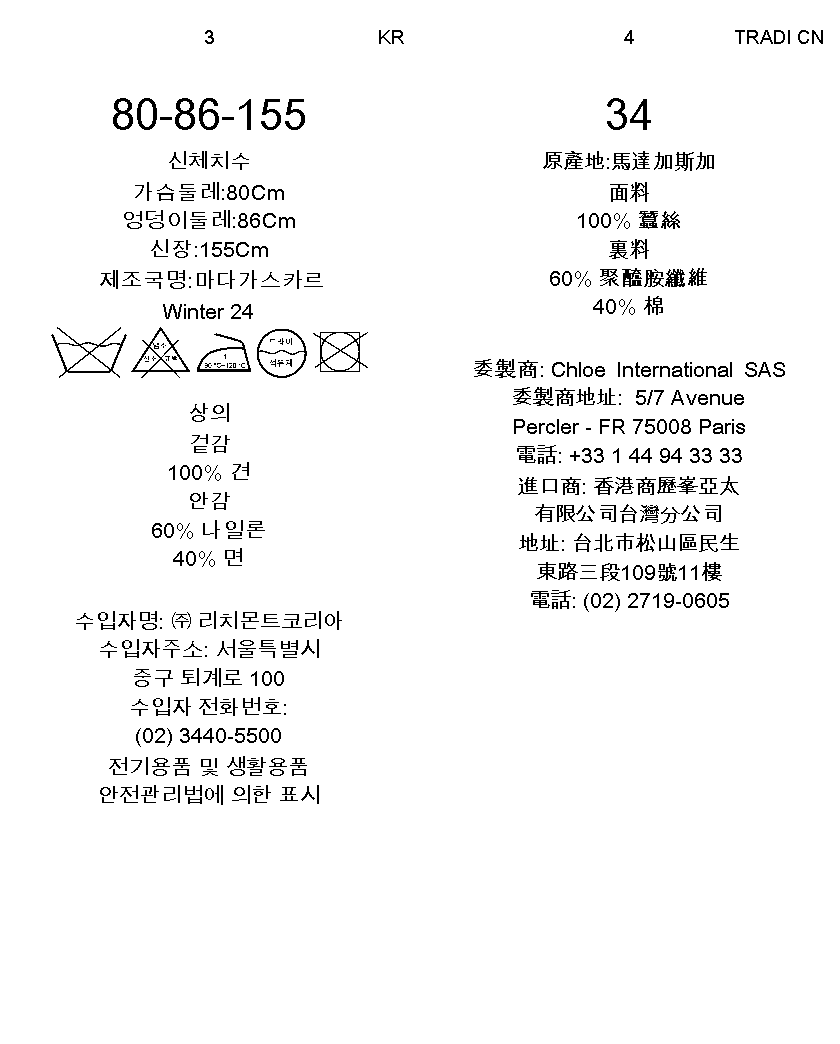 3
KR
80-86-155
신체치수
가슴둘레:80Cm
엉덩이둘레:86Cm
신장:155Cm
제조국명:마다가스카르
Winter 24
염소
산소 표백
1
80℃~120℃
드라이
석유계
상의
겉감
100% 견
안감
60% 나일론
40% 면
수입자명: ㈜ 리치몬트코리아
수입자주소: 서울특별시
중구 퇴계로 100
수입자 전화번호:
(02) 3440-5500
전기용품 및 생활용품
안전관리법에 의한 표시
4
TRADI CN
34
原產地:馬達加斯加
面料
100% 蠶絲
裏料
60% 聚醯胺纖維
40% 棉
委製商: Chloe International SAS
委製商地址: 5/7 Avenue
Percier - FR 75008 Paris
電話: +33 1 44 94 33 33
進口商: 香港商歷峯亞太
有限公司台灣分公司
地址: 台北市松山區民生
東路三段109號11樓
電話: (02) 2719-0605